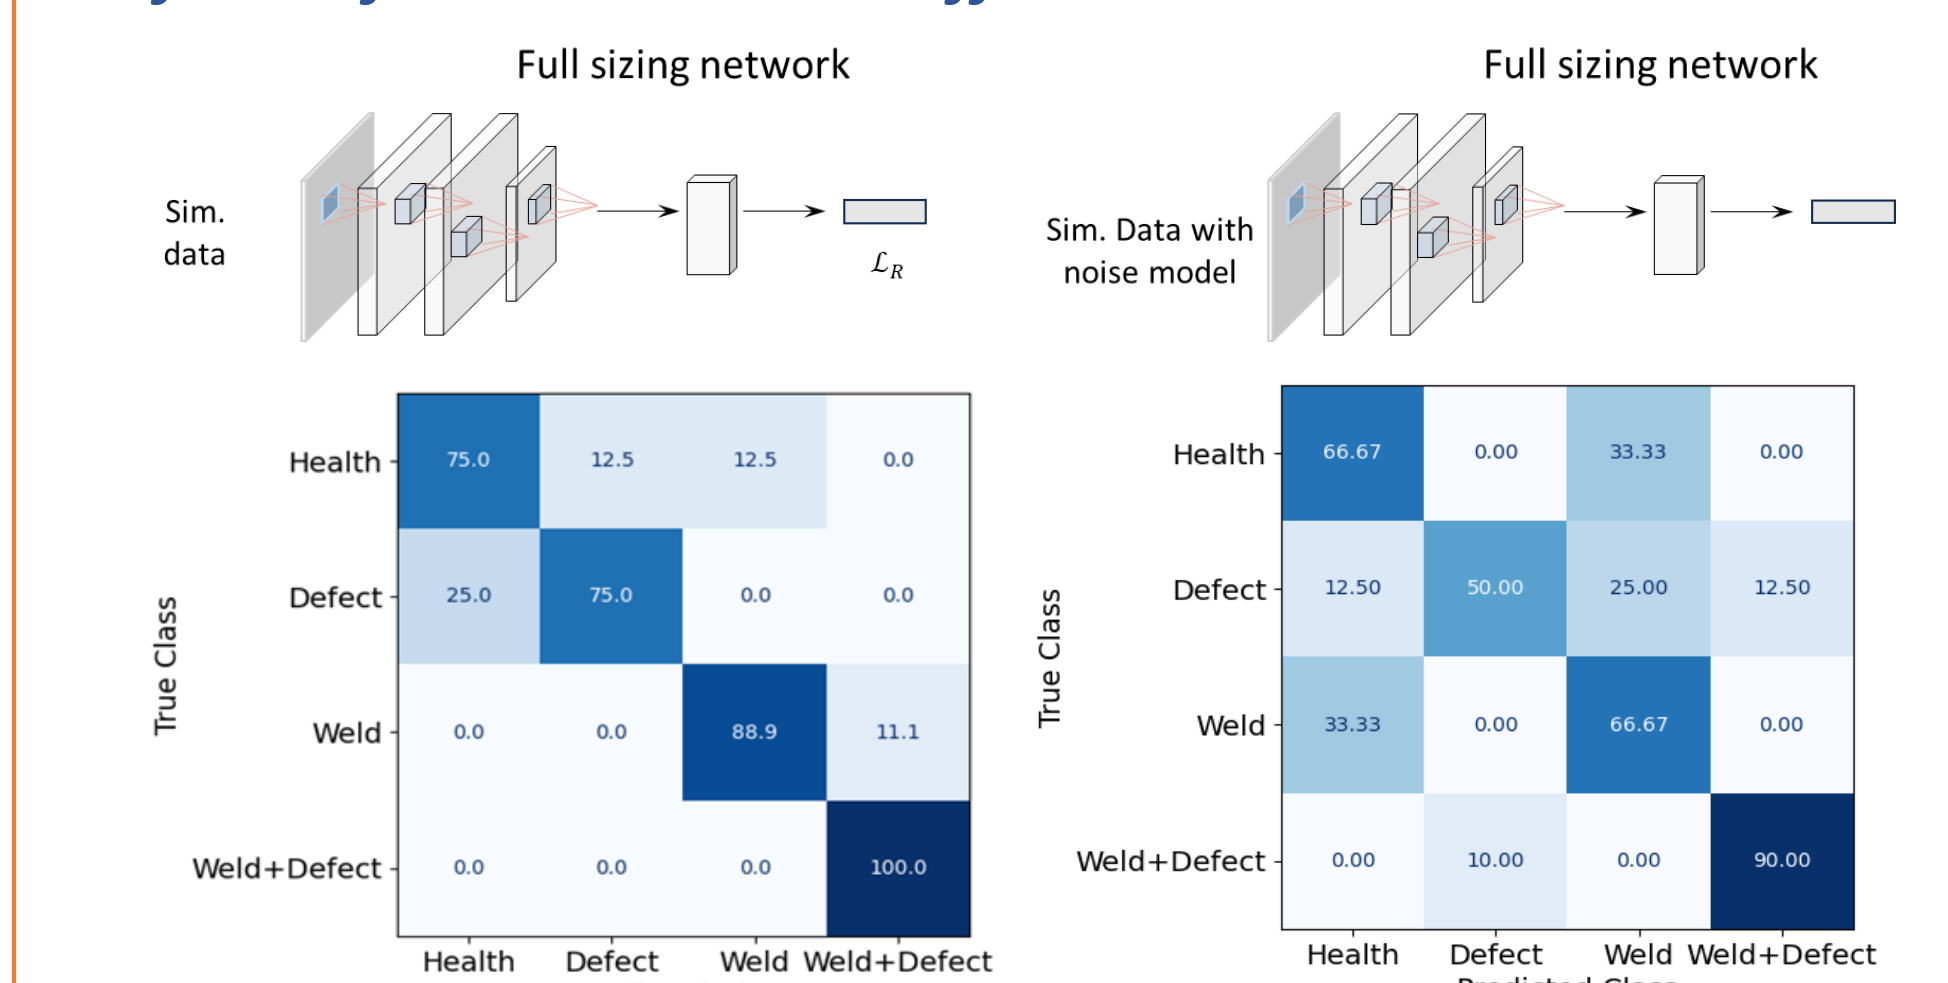 Full sizing network
Sim.
data
ℒR
Health
75.0 12.5 12.5 0.0
Defect
25.0 75.0 0.0 0.0
Weld
0.0 0.0 88.9 11.1
Weld+Defect
0.0 0.0 0.0 100.0
True Class
Health Defect Weld Weld+Defect
Full sizing network
Sim. Data with
noise model
Health
66.67 0.00 33.33 0.00
Defect
12.50 50.00 25.00 12.50
Weld
33.33 0.00 66.67 0.00
Weld+Defect
0.00 10.00 0.00 90.00
True Class
Health Defect Weld Weld+Defect
Predicted Class